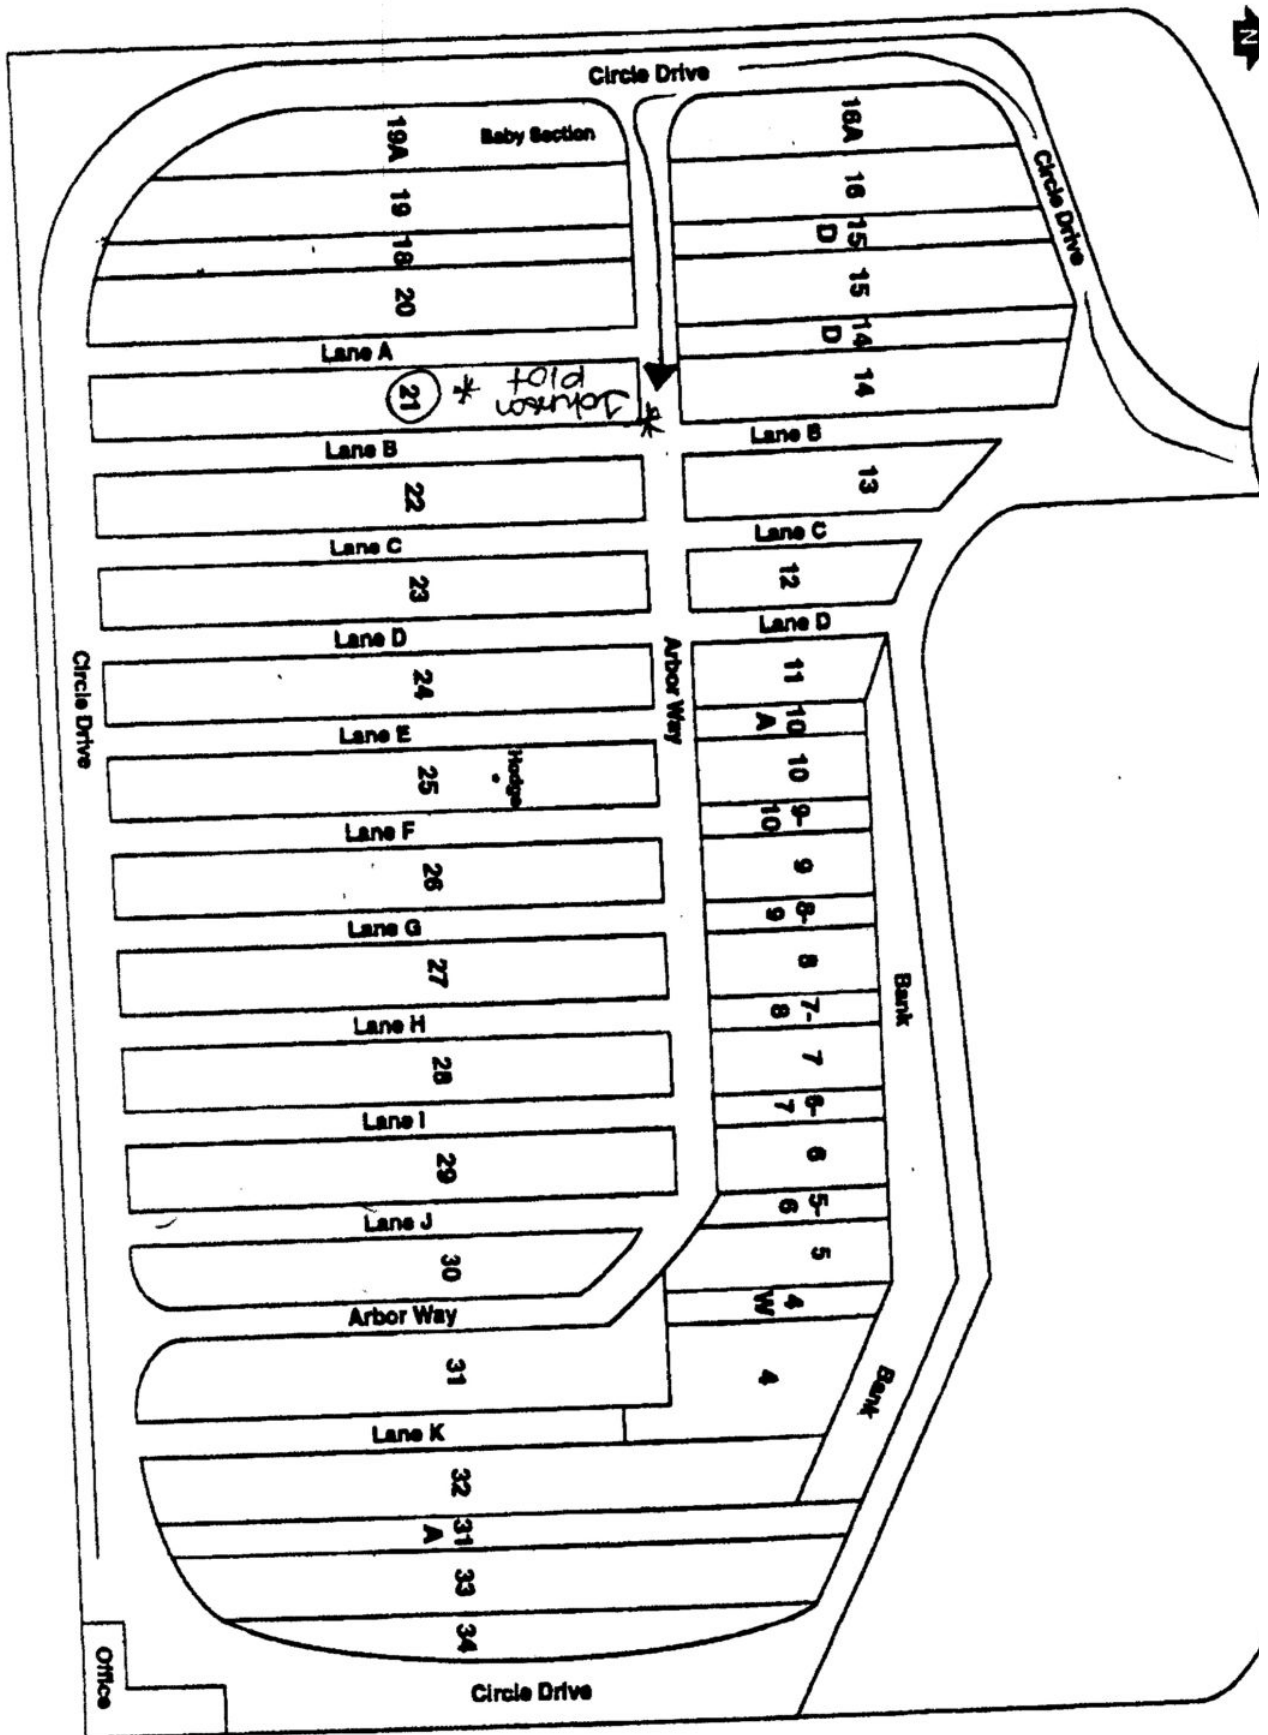 N
Circle Drive
Circle Drive
19A
Baby Section
16A
19
16
18
15
D
20
15
14
D
Lane A
21
*
Johnson
plot
*
14
Lane B
Lane B
22
13
Lane C
Lane C
23
12
Lane D
Lane D
Circle Drive
24
Arbor Way
11
10
A
Lane E
25
Hodge
10
9-
10
Lane F
26
9
8-
9
Lane G
27
8
Bank
7-
8
Lane H
28
7
6-
7
Lane I
29
6
5-
6
Lane J
30
5
4
W
Arbor Way
31
4
Bank
Lane K
32
31
A
33
34
Office
Circle Drive